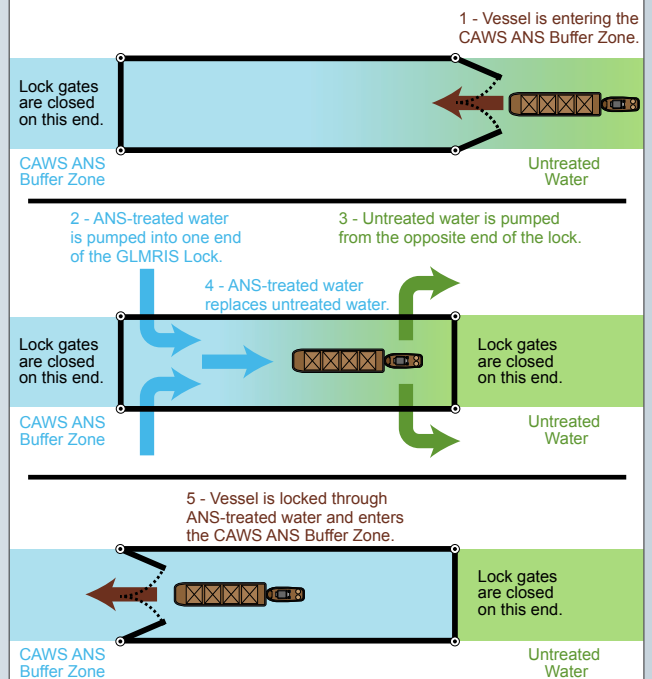 1 - Vessel is entering the
CAWS ANS Buffer Zone.
Lock gates
are closed
on this end.
CAWS ANS
Buffer Zone
Untreated
Water
2 - ANS-treated water
is pumped into one end
of the GLMRIS Lock.
3 - Untreated water is pumped
from the opposite end of the lock.
4 - ANS-treated water
replaces untreated water.
Lock gates
are closed
on this end.
Lock gates
are closed
on this end.
CAWS ANS
Buffer Zone
Untreated
Water
5 - Vessel is locked through
ANS-treated water and enters
the CAWS ANS Buffer Zone.
Lock gates
are closed
on this end.
CAWS ANS
Buffer Zone
Untreated
Water